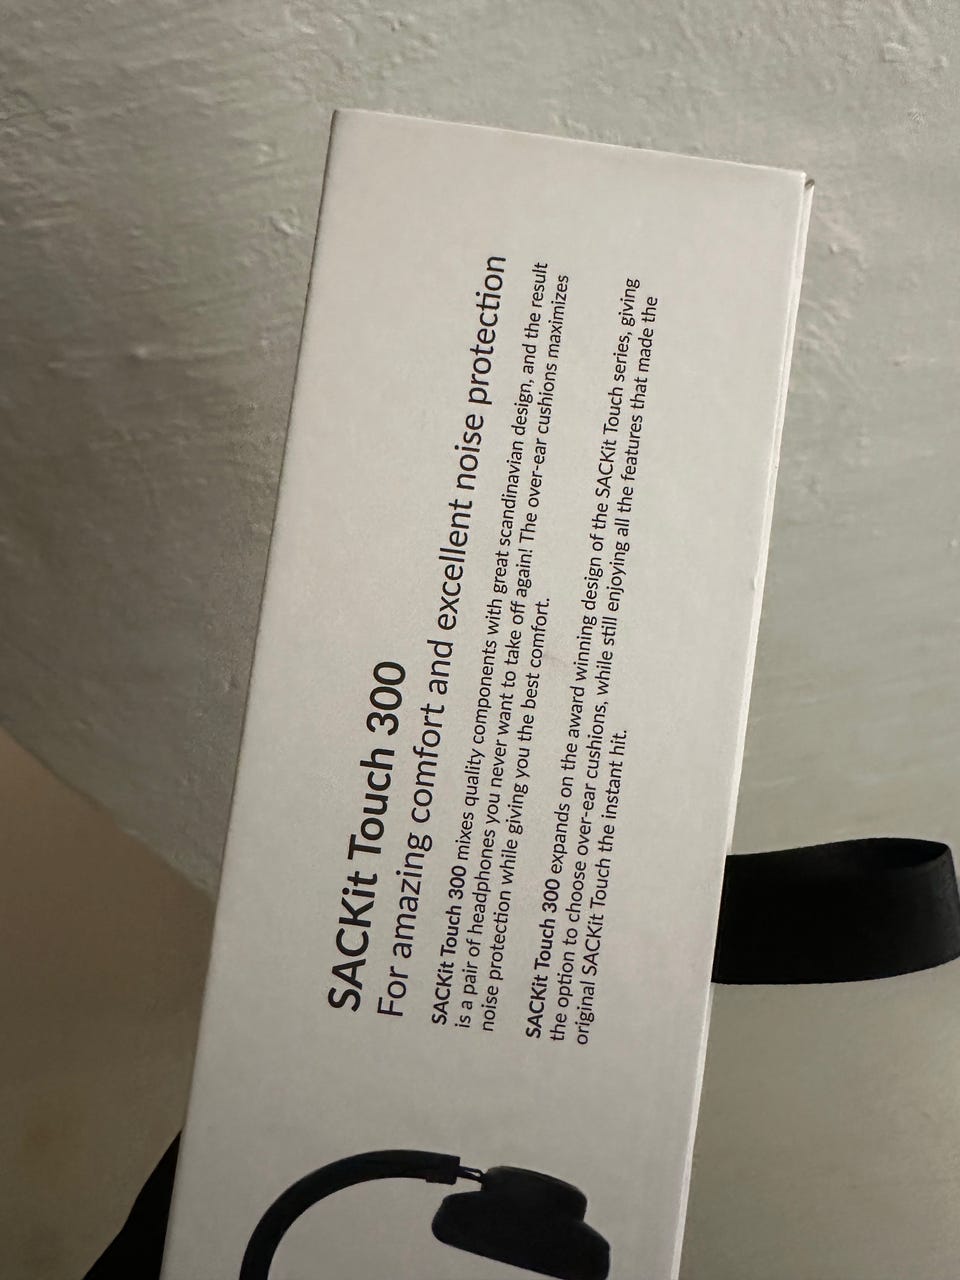 SACKit Touch 300
For amazing comfort and excellent noise protection
SACKit Touch 300 mixes quality components with great scandinavian design, and the result
is a pair of headphones you never want to take off again! The over-ear cushions maximizes
noise protection while giving you the best comfort.
SACKit Touch 300 expands on the award winning design of the SACKit Touch series, giving
the option to choose over-ear cushions, while still enjoying all the features that made the
original SACKit Touch the instant hit.